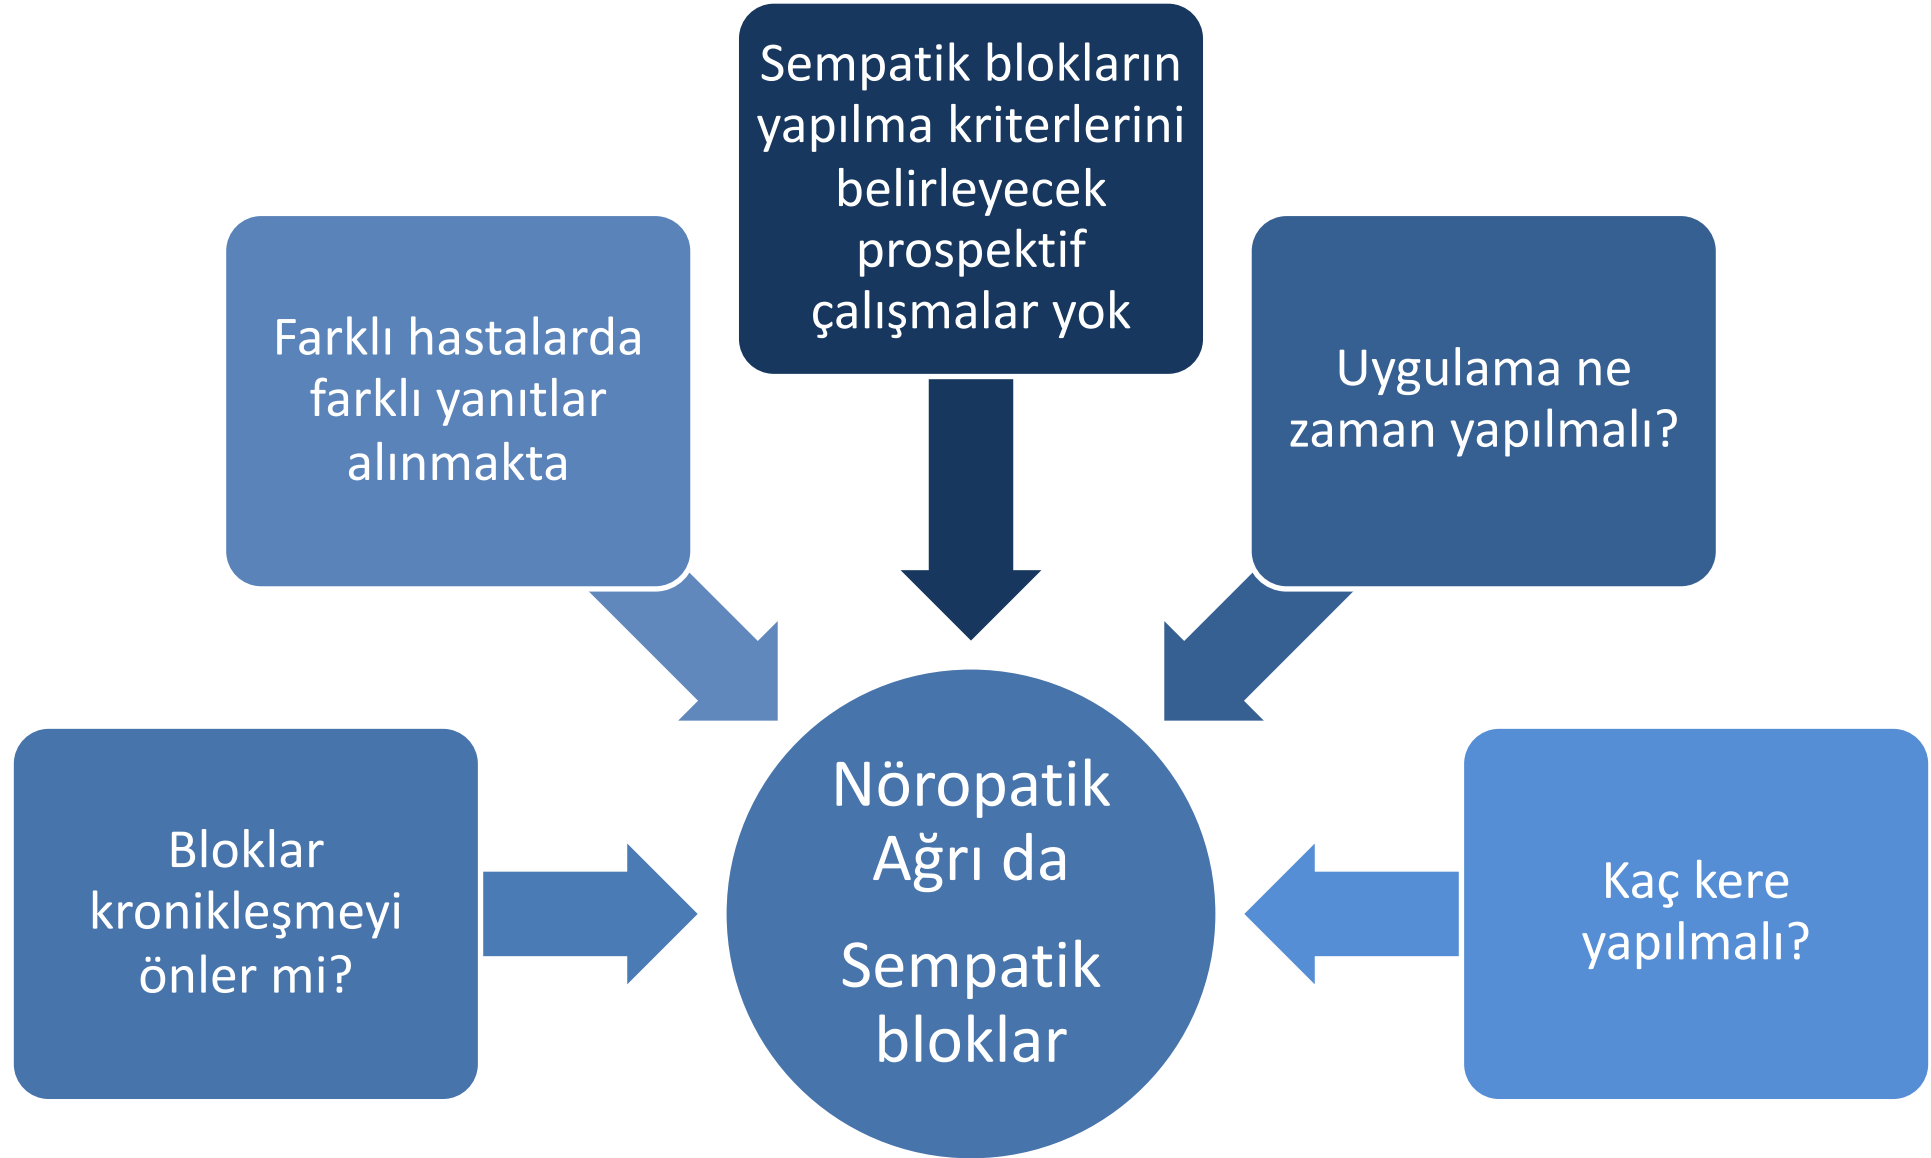 Sempatik blokların
yapılma kriterlerini
belirleyecek
prospektif
çalışmalar yok
Farklı hastalarda
farklı yanıtlar
alınmakta
Uygulama ne
zaman yapılmalı?
Bloklar
kronikleşmeyi
önler mi?
Nöropatik
Ağrı da
Sempatik
bloklar
Kaç kere
yapılmalı?